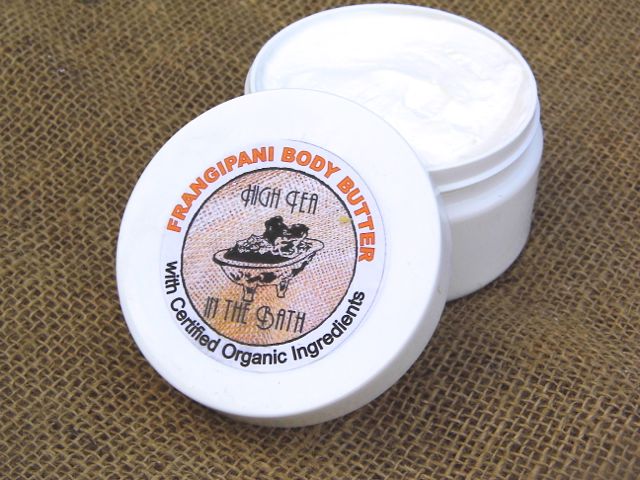 FRANGIPANI BODY BUTTER
HIGH TEA
IN THE BATH
with Certified Organic Ingredients